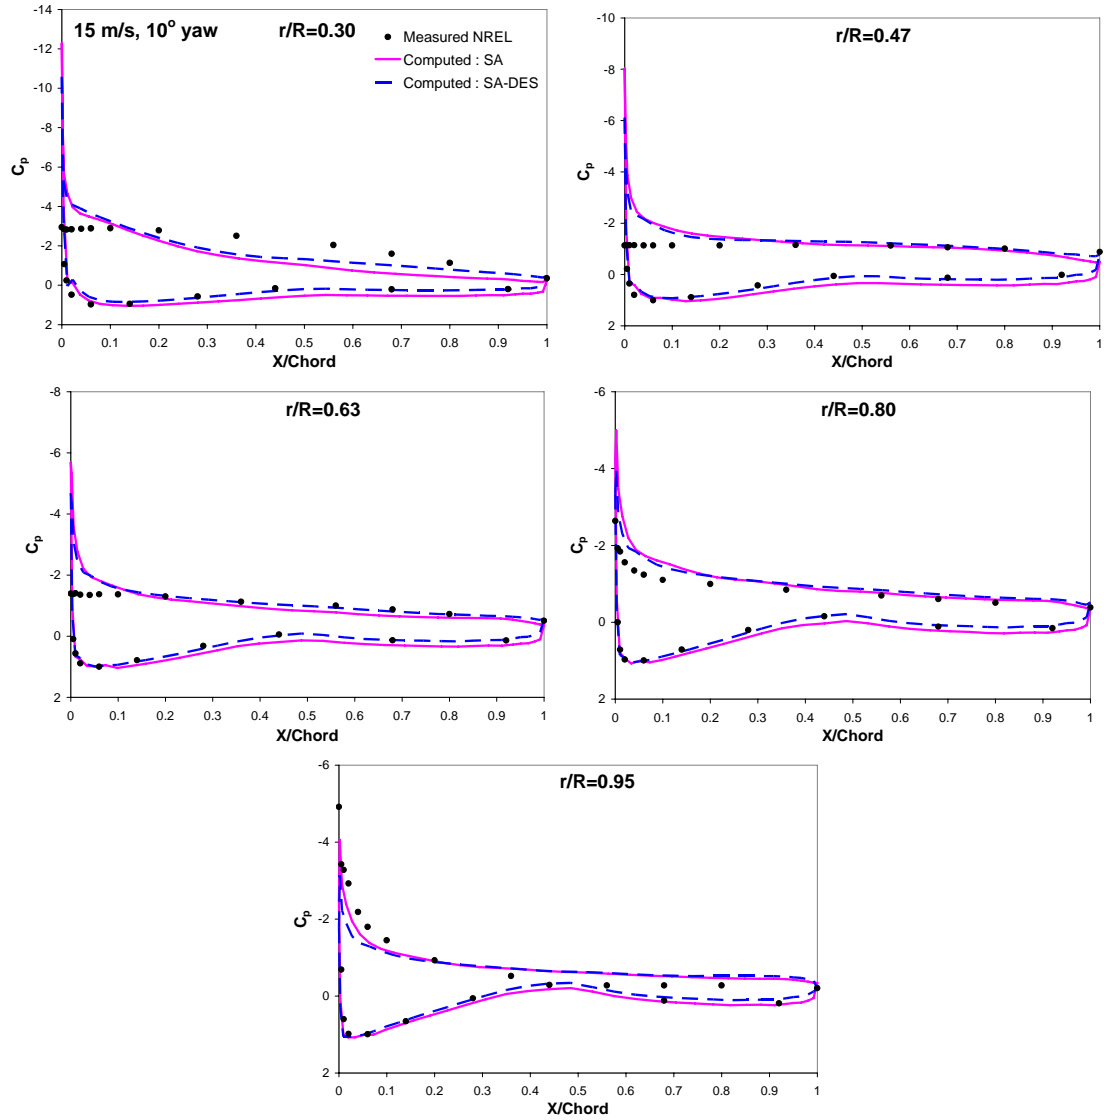 15 m/s, 10° yaw r/R=0.30
Measured NREL
Computed : SA
Computed : SA-DES
-14
-12
-10
-8
-6
-4
-2
0
2
Cp
0 0.1 0.2 0.3 0.4 0.5 0.6 0.7 0.8 0.9 1
X/Chord
r/R=0.47
-10
-8
-6
-4
-2
0
2
Cp
0 0.1 0.2 0.3 0.4 0.5 0.6 0.7 0.8 0.9 1
X/Chord
r/R=0.63
-8
-6
-4
-2
0
2
Cp
0 0.1 0.2 0.3 0.4 0.5 0.6 0.7 0.8 0.9 1
X/Chord
r/R=0.80
-6
-4
-2
0
2
Cp
0 0.1 0.2 0.3 0.4 0.5 0.6 0.7 0.8 0.9 1
X/Chord
r/R=0.95
-6
-4
-2
0
2
Cp
0 0.1 0.2 0.3 0.4 0.5 0.6 0.7 0.8 0.9 1
X/Chord